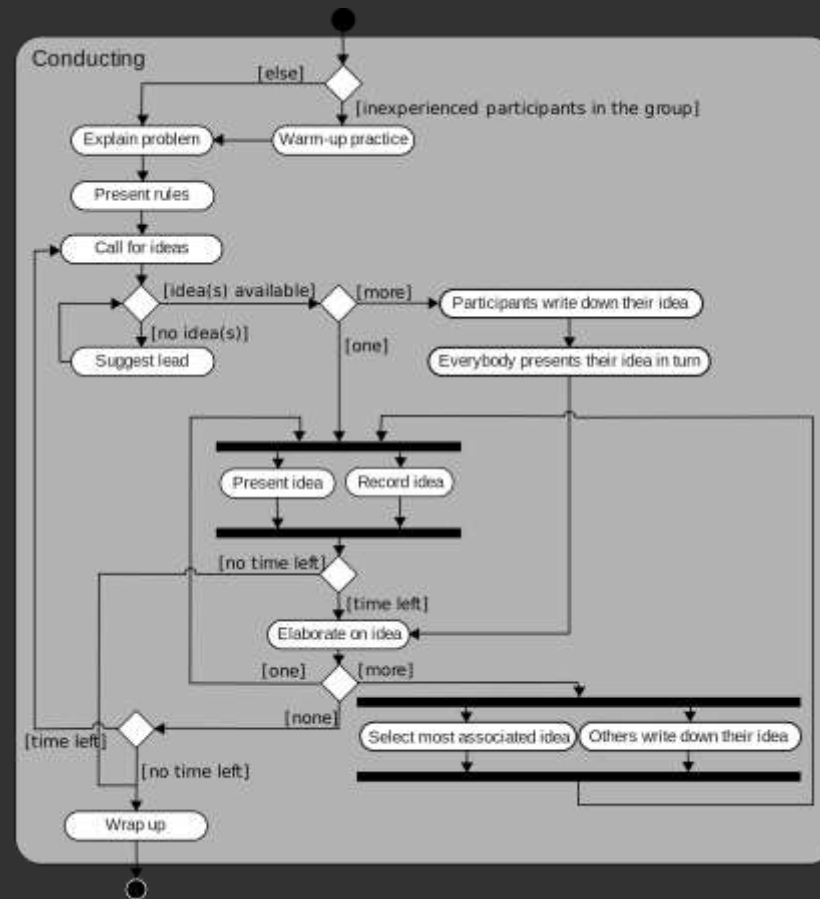 Conducting
[else]
[inexperienced participants in the group]
Explain problem
Warm-up practice
Present rules
Call for ideas
[idea(s) available]
[more]
Participants write down their idea
[no idea(s)]
[one]
Suggest lead
Everybody presents their idea in turn
Present idea
Record idea
[no time left]
[time left]
Elaborate on idea
[one]
[more]
[none]
[time left]
Select most associated idea
Others write down their idea
[no time left]
Wrap up